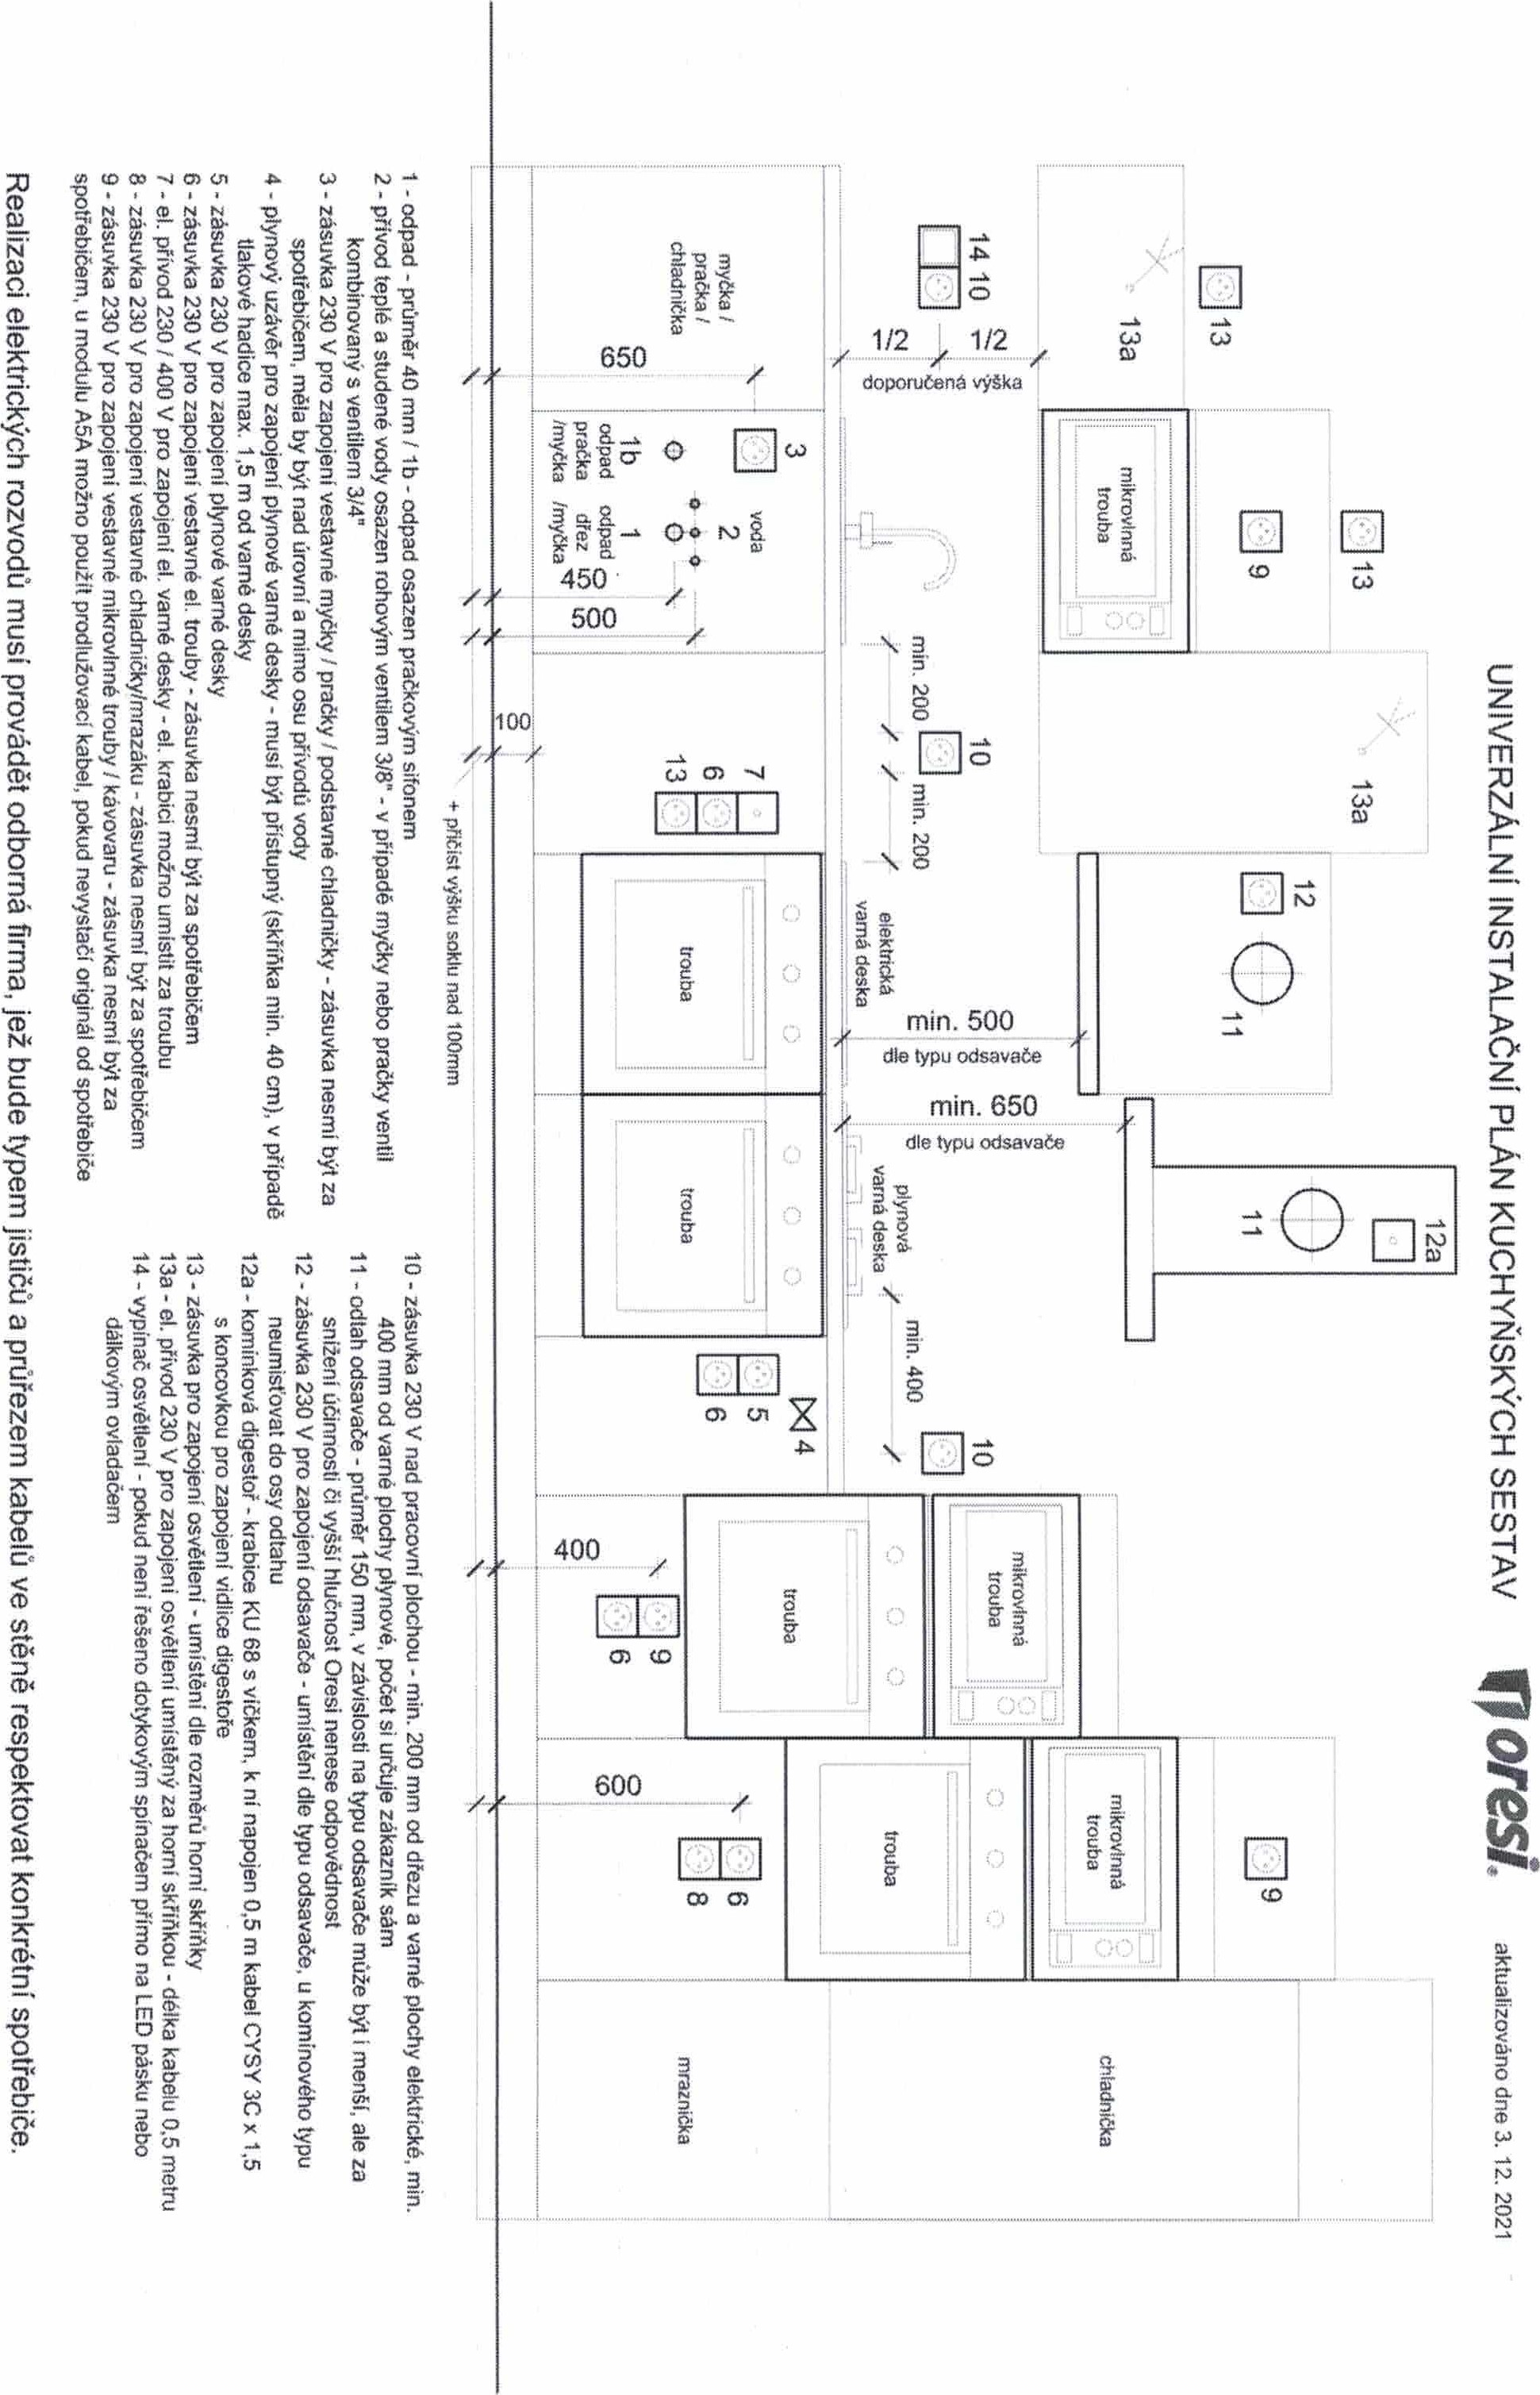 UNIVERZÁLNÍ INSTALAČNÍ PLÁN KUCHYŇSKÝCH SESTAV
oresi.
aktualizováno dne 3. 12. 2021
13
13a
13
9
mikrovlnná
trouba
13a
12
11
12a
11
9
mikrovlnná
trouba
chladnička
14 10
1/2
1/2
doporučená výška
min. 200
10
min. 200
elektrická
varná deska
min. 500
dle typu odsavače
min. 650
dle typu odsavače
plynová
varná deska
min. 400
10
mikrovlnná
trouba
trouba
trouba
myčka /
pračka /
chladnička
650
3
voda
2
1b
odpad
pračka
/myčka
1
odpad
dřez
/myčka
450
500
100
7
6
13
trouba
trouba
4
5
6
400
9
6
600
6
8
mraznička
+ přičíst výšku soklu nad 100mm
1 - odpad - průměr 40 mm / 1b - odpad osazen pračkovým sifonem
2 - přívod teplé a studené vody osazen rohovým ventilem 3/8" - v případě myčky nebo pračky ventil
kombinovaný s ventilem 3/4"
3 - zásuvka 230 V pro zapojení vestavné myčky / pračky / podstavné chladničky - zásuvka nesmí být za
spotřebičem, měla by být nad úrovní a mimo osu přívodů vody
4 - plynový uzávěr pro zapojení plynové varné desky - musí být přístupný (skříňka min. 40 cm), v případě
tlakové hadice max. 1,5 m od varné desky
5 - zásuvka 230 V pro zapojení plynové varné desky
6 - zásuvka 230 V pro zapojení vestavné el. trouby - zásuvka nesmí být za spotřebičem
7 - el. přívod 230 / 400 V pro zapojení el. varné desky - el. krabici možno umístit za troubu
8 - zásuvka 230 V pro zapojení vestavné chladničky/mrazáku - zásuvka nesmí být za spotřebičem
9 - zásuvka 230 V pro zapojení vestavné mikrovlnné trouby / kávovaru - zásuvka nesmí být za
spotřebičem, u modulu A5A možno použít prodlužovací kabel, pokud nevystačí originál od spotřebiče
10 - zásuvka 230 V nad pracovní plochou - min. 200 mm od dřezu a varné plochy elektrické, min.
400 mm od varné plochy plynové, počet si určuje zákazník sám
11 - odtah odsavače - průměr 150 mm, v závislosti na typu odsavače může být i menší, ale za
snížení účinnosti či vyšší hlučnost Oresi nenese odpovědnost
12 - zásuvka 230 V pro zapojení odsavače - umístění dle typu odsavače, u komínového typu
neumisťovat do osy odtahu
12a - komínková digestoř - krabice KU 68 s víčkem, k ní napojen 0,5 m kabel CYSY 3C x 1,5
s koncovkou pro zapojení vidlice digestoře
13 - zásuvka pro zapojení osvětlení - umístění dle rozměrů horní skříňky
13a - el. přívod 230 V pro zapojení osvětlení umístěný za horní skříňkou - délka kabelu 0,5 metru
14 - vypínač osvětlení - pokud není řešeno dotykovým spínačem přímo na LED pásku nebo
dálkovým ovladačem
Realizaci elektrických rozvodů musí provádět odborná firma, jež bude typem jističů a průřezem kabelů ve stěně respektovat konkrétní spotřebiče.